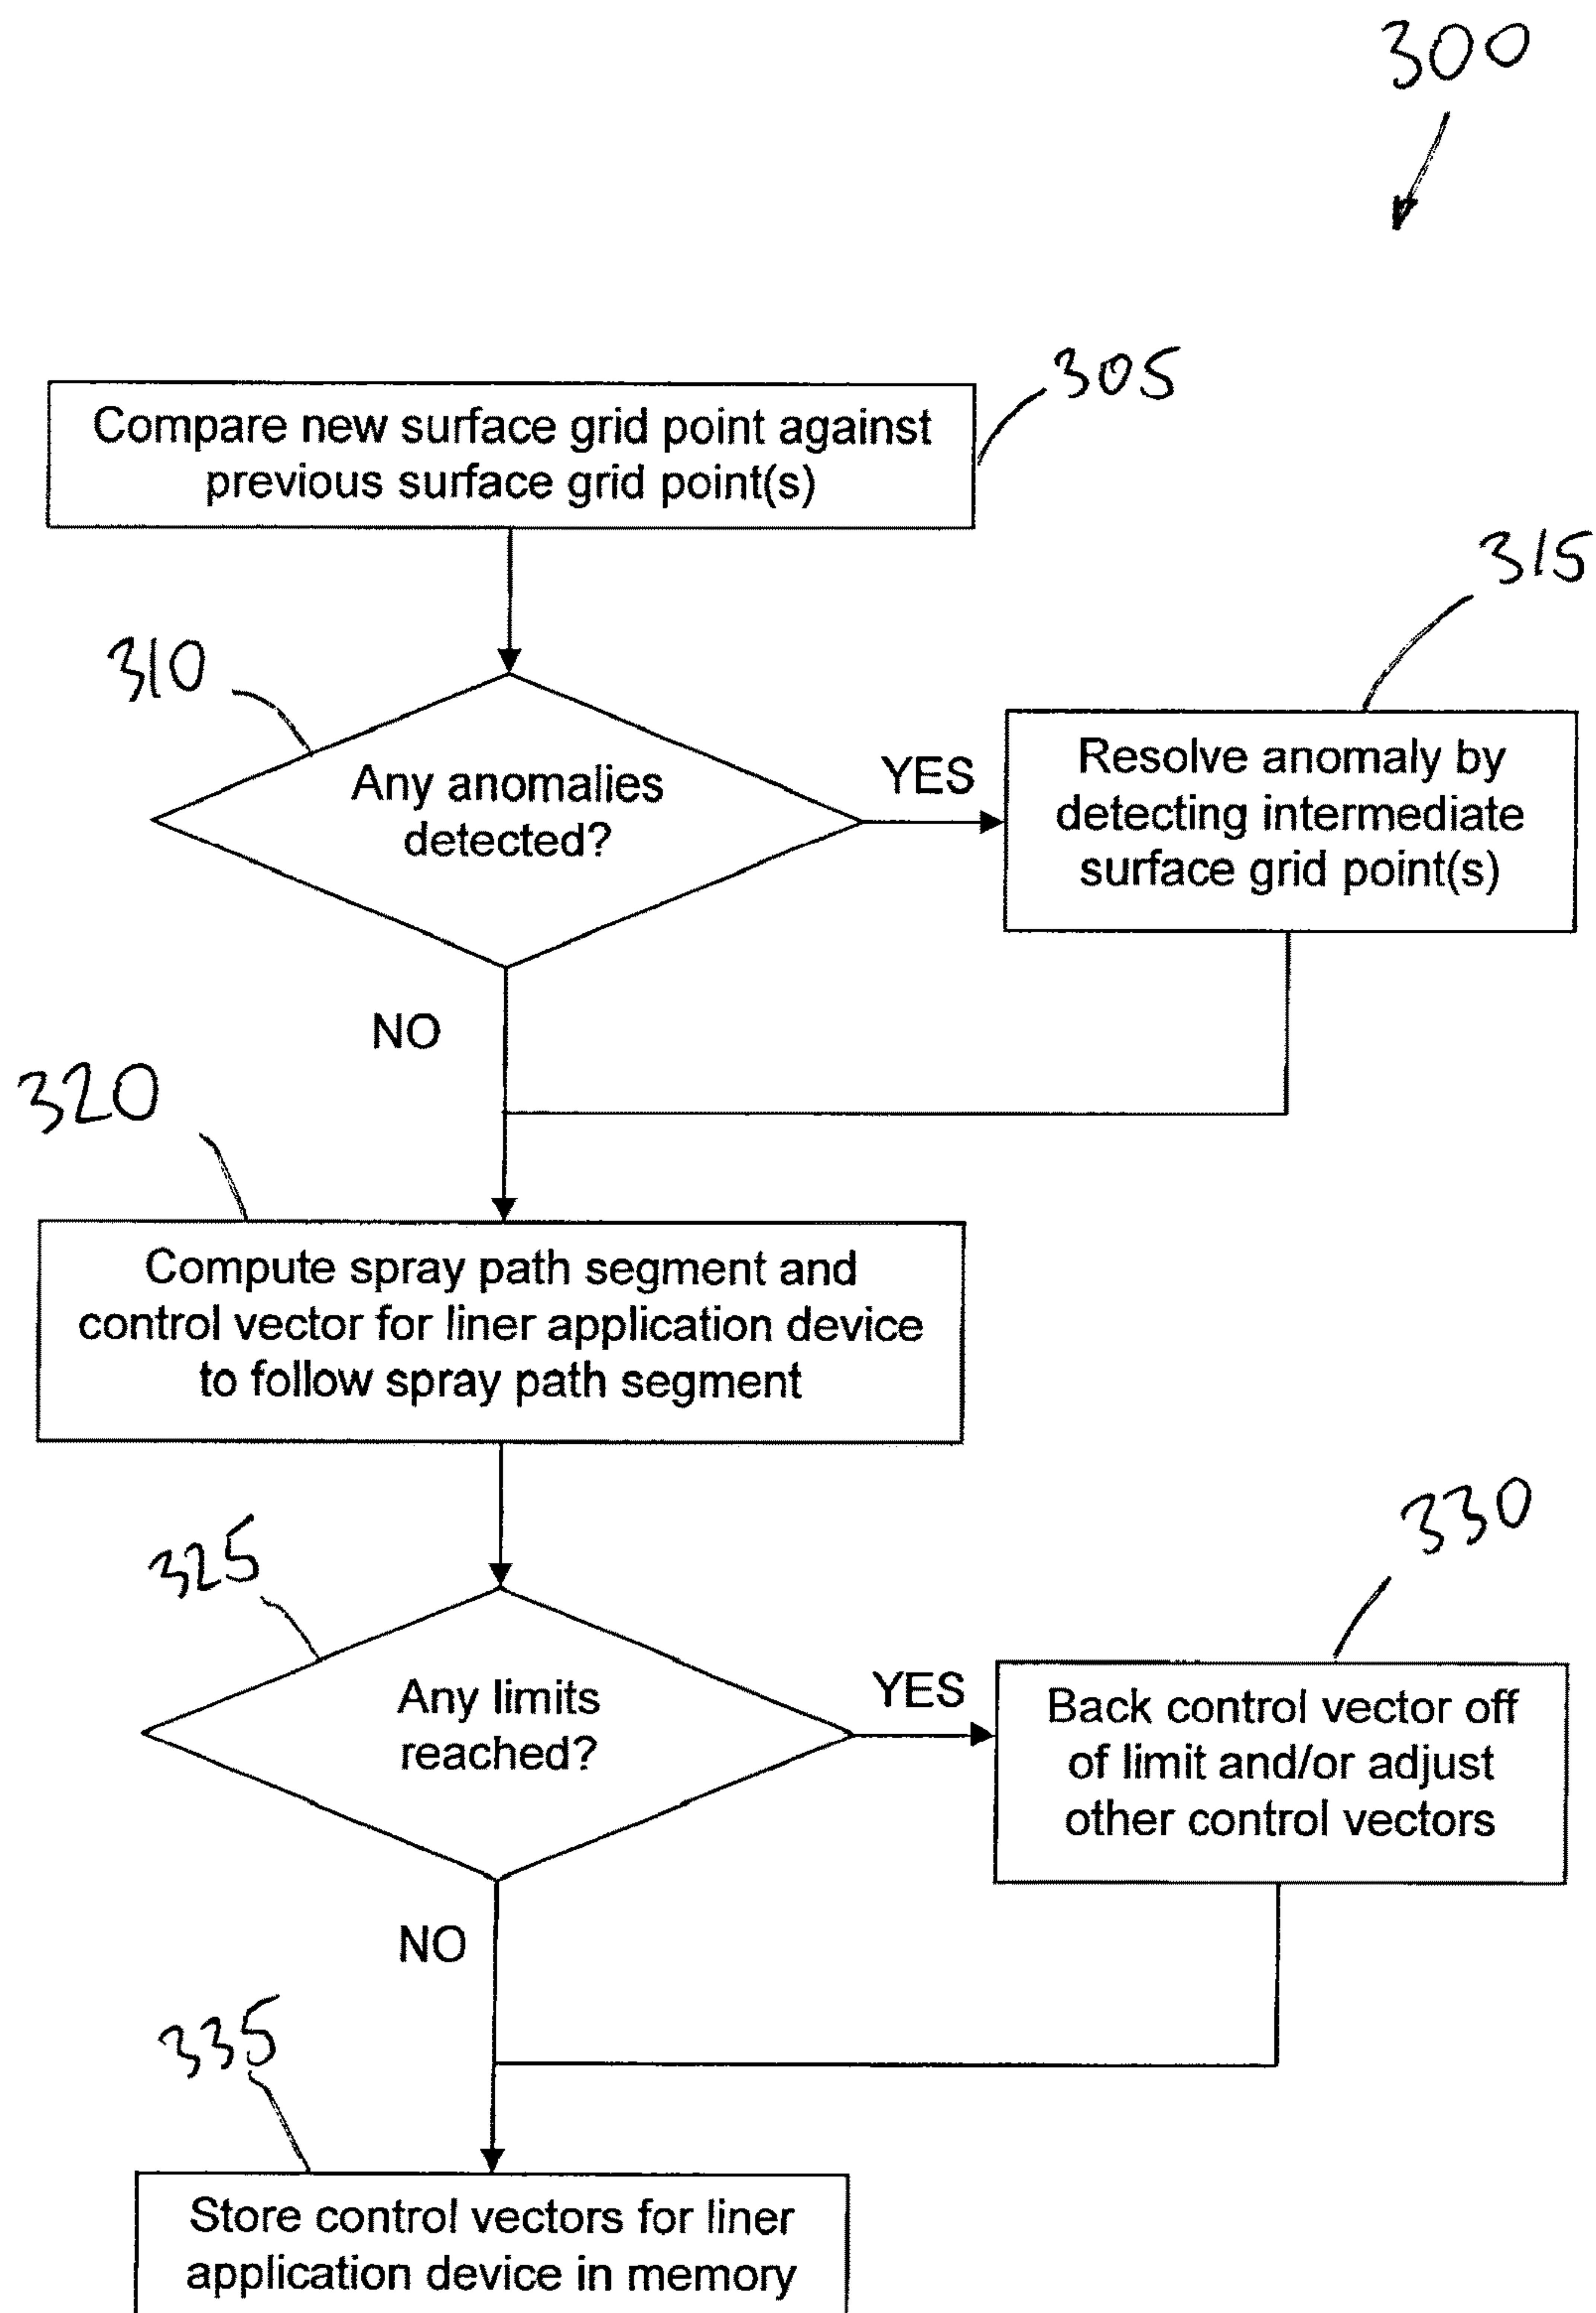 300
Compare new surface grid point against
previous surface grid point(s)
305
310
Any anomalies
detected?
YES
315
Resolve anomaly by
detecting intermediate
surface grid point(s)
NO
320
Compute spray path segment and
control vector for liner application device
to follow spray path segment
325
Any limits
reached?
YES
330
Back control vector off
of limit and/or adjust
other control vectors
NO
335
Store control vectors for liner
application device in memory